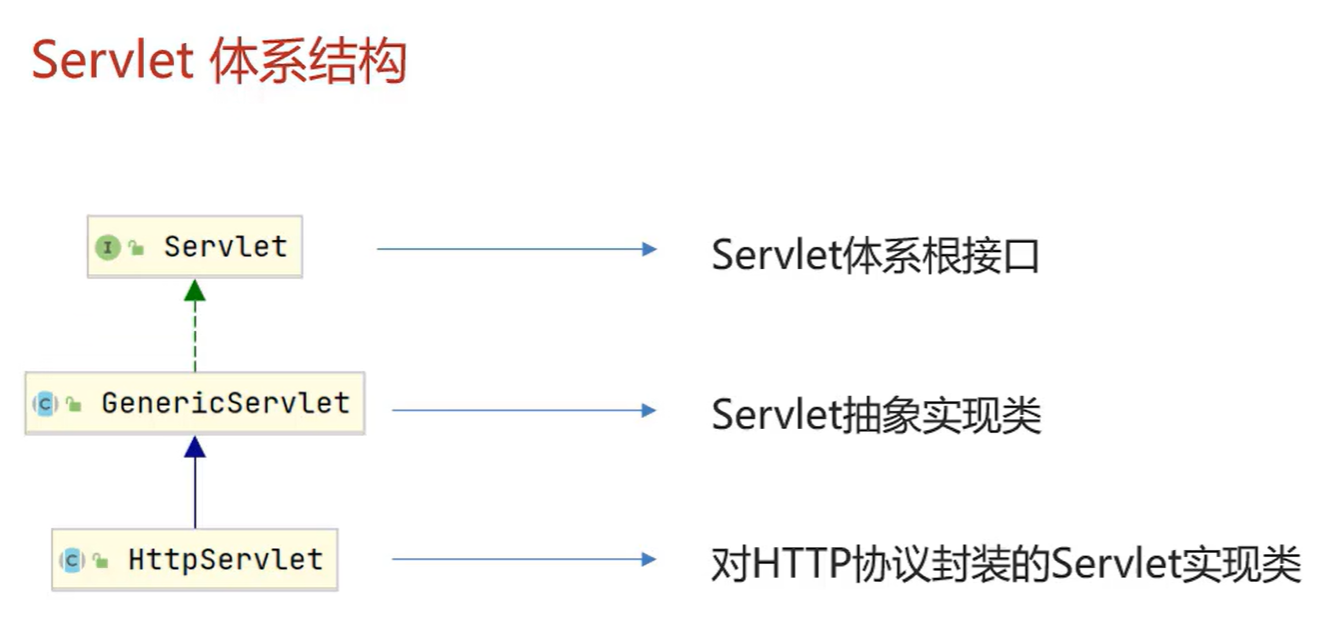 Servlet 体系结构
I Servlet
Servlet体系根接口
C GenericServlet
Servlet抽象实现类
C HttpServlet
对HTTP协议封装的Servlet实现类